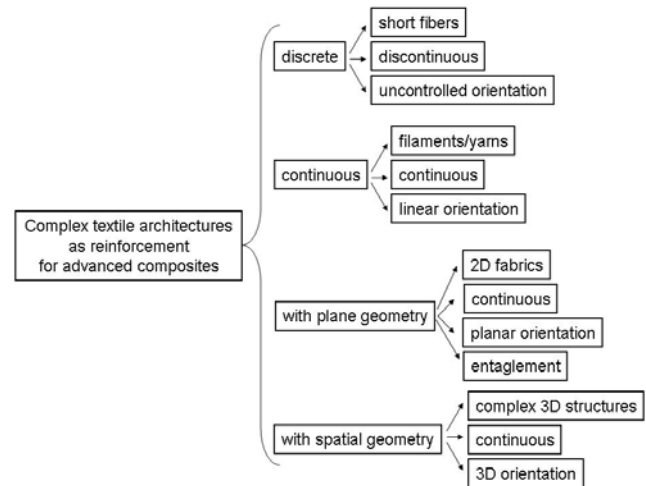 Complex textile architectures
as reinforcement
for advanced composites
discrete
short fibers
discontinuous
uncontrolled orientation
continuous
filaments/yarns
continuous
linear orientation
with plane geometry
2D fabrics
continuous
planar orientation
entaglement
with spatial geometry
complex 3D structures
continuous
3D orientation